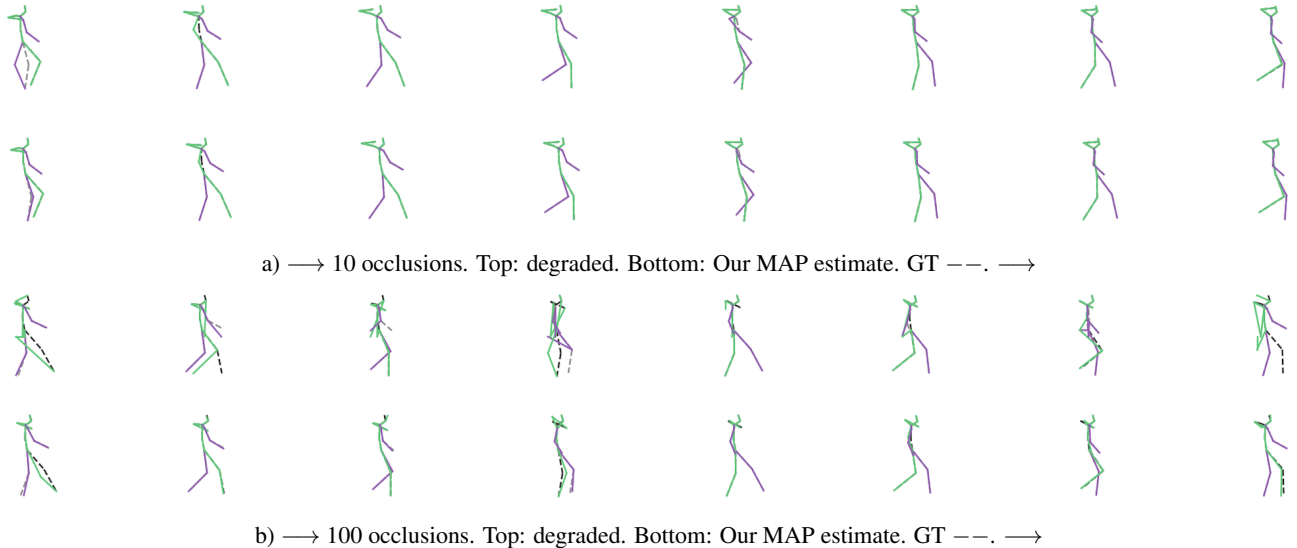 a) ⟶ 10 occlusions. Top: degraded. Bottom: Our MAP estimate. GT −−. ⟶
b) ⟶ 100 occlusions. Top: degraded. Bottom: Our MAP estimate. GT −−. ⟶